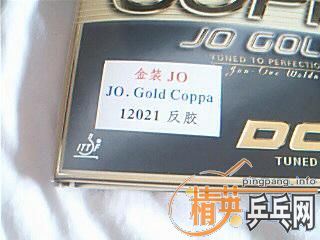 JO GOL
TUNED TO PERFECTIO
金装 JO
JO. Gold Coppa
12021 反胶
ITTF
DO
TUNED
pingpang.info
精英乒乓网